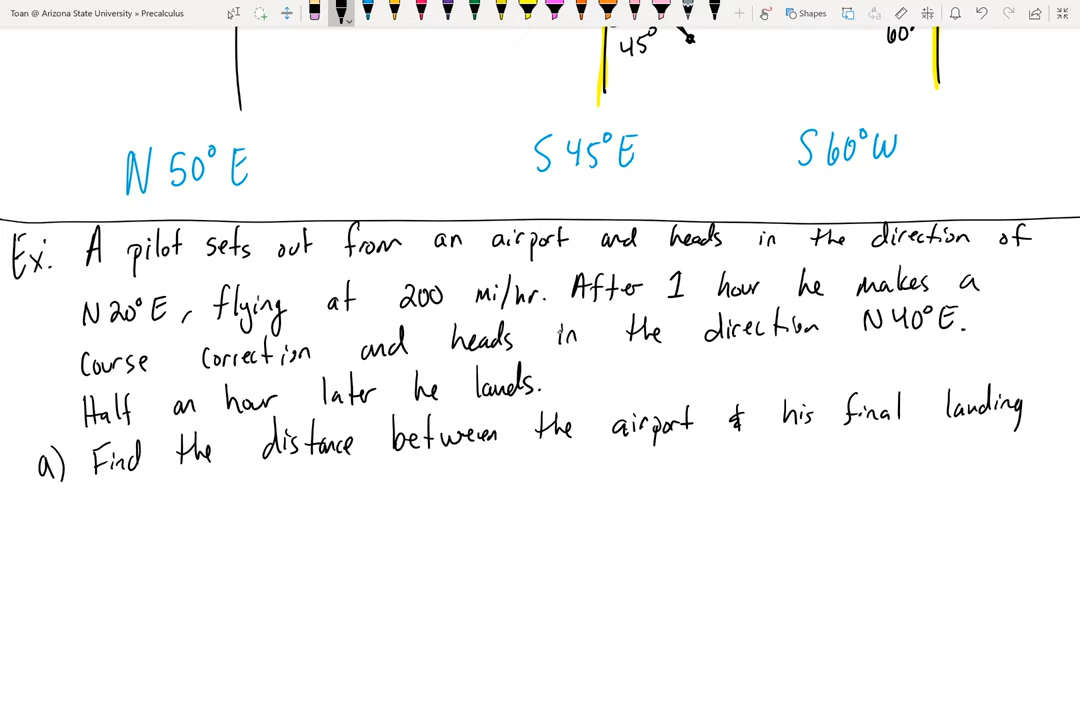 Toan @ Arizona State University » Precalculus
Shapes
45°
60°
N 50° E
S 45° E
S 60° W
Ex: A pilot sets out from an airport and heads in the direction of
N 20° E, flying at 200 mi/hr. After 1 hour he makes a
course correction and heads in the direction N 40° E.
Half an hour later he lands.
a) Find the distance between the airport & his final landing